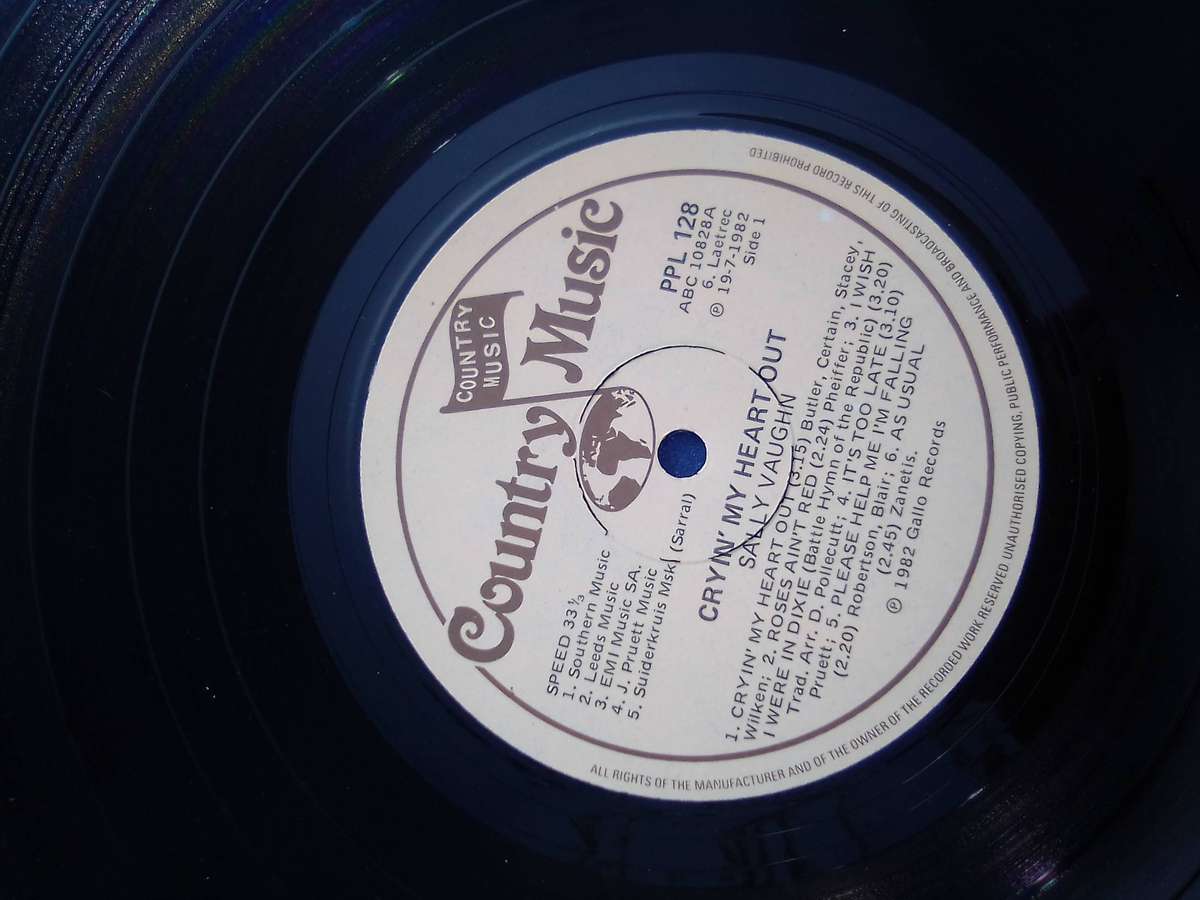 COUNTRY
MUSIC
Country Music
SPEED 33⅓
1. Southern Music
2. Leeds Music
3. EMI Music SA.
4. J. Pruett Music
5. Suiderkruis Msk. (Sarral)
PPL 128
ABC 10828A
6. Laetrec
℗ 19-7-1982
Side 1
CRYIN' MY HEART OUT
SALLY VAUGHN
1. CRYIN' MY HEART OUT (3.15) Butler, Certain, Stacey,
Wilken; 2. ROSES AIN'T RED (2.24) Pheiffer; 3. I WISH
I WERE IN DIXIE (Battle Hymn of the Republic) (3.20)
Trad. Arr. D. Pollecutt; 4. IT'S TOO LATE (3.10)
Pruett; 5. PLEASE HELP ME I'M FALLING
(2.20) Robertson, Blair; 6. AS USUAL
(2.45) Zanetis.
℗ 1982 Gallo Records
ALL RIGHTS OF THE MANUFACTURER AND OF THE OWNER OF THE RECORDED WORK RESERVED UNAUTHORISED COPYING, PUBLIC PERFORMANCE AND BROADCASTING OF THIS RECORD PROHIBITED